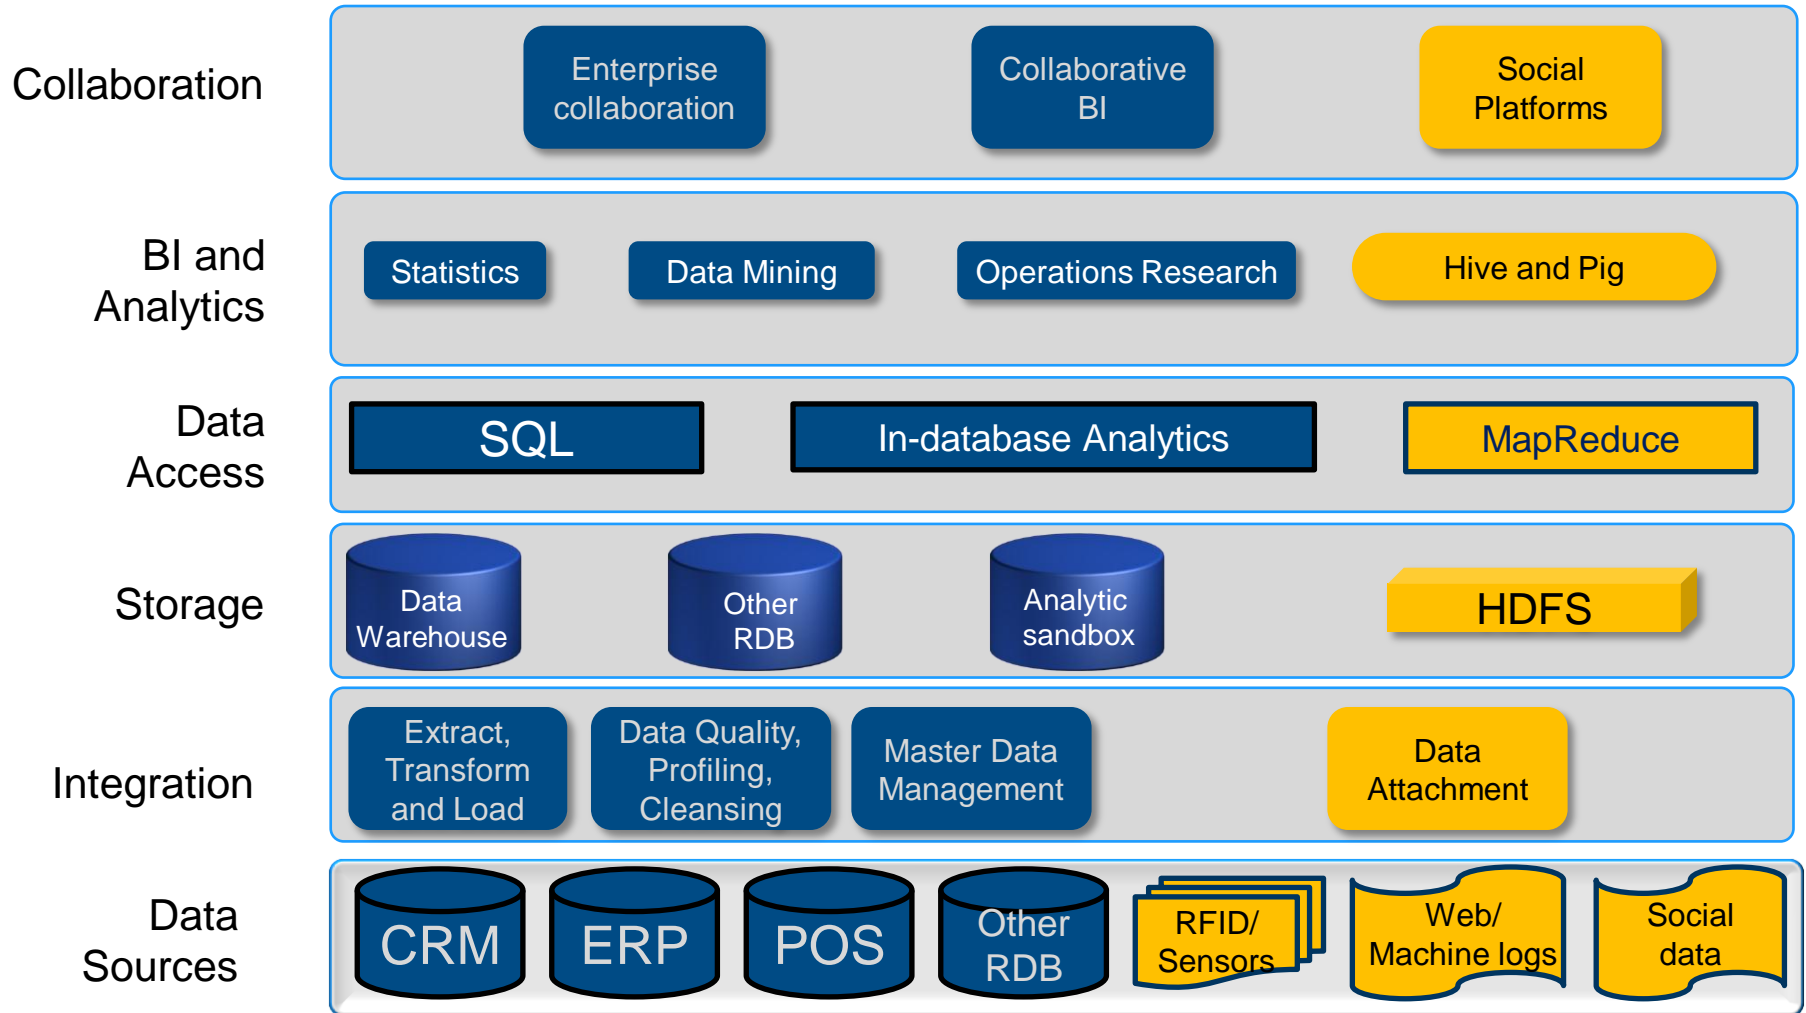 Collaboration
Enterprise
collaboration
Collaborative
BI
Social
Platforms
BI and
Analytics
Statistics
Data Mining
Operations Research
Hive and Pig
Data
Access
SQL
In-database Analytics
MapReduce
Storage
Data
Warehouse
Other
RDB
Analytic
sandbox
HDFS
Integration
Extract,
Transform
and Load
Data Quality,
Profiling,
Cleansing
Master Data
Management
Data
Attachment
Data
Sources
CRM
ERP
POS
Other
RDB
RFID/
Sensors
Web/
Machine logs
Social
data